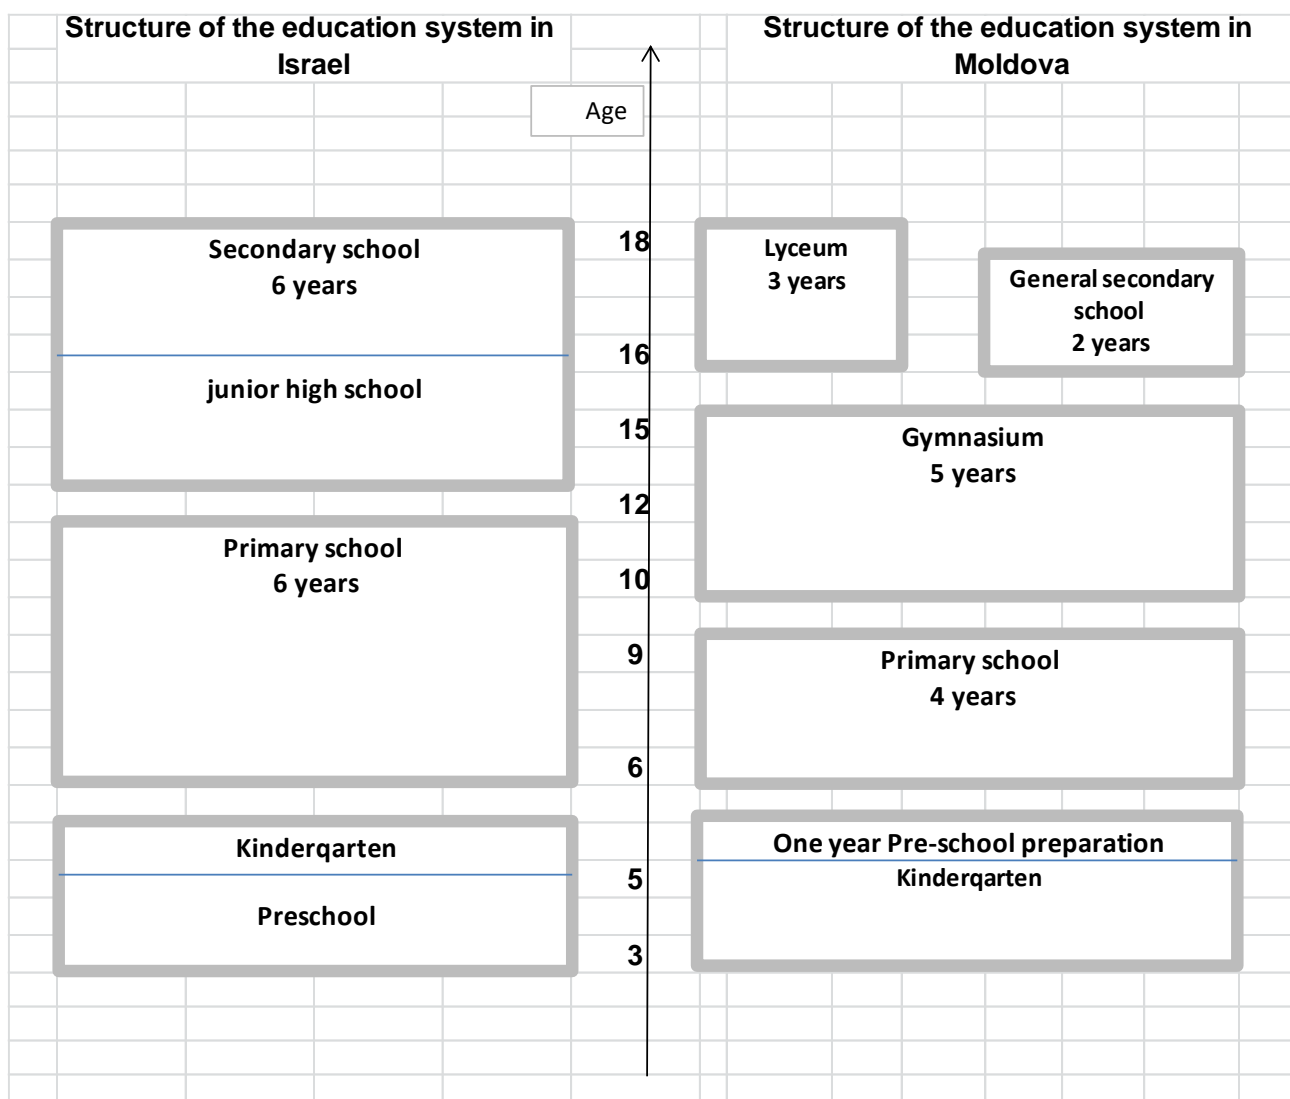 Structure of the education system in
Israel
Structure of the education system in
Moldova
Age
Secondary school
6 years
junior high school
Primary school
6 years
Kinderqarten
Preschool
18
16
15
12
10
9
6
5
3
Lyceum
3 years
General secondary
school
2 years
Gymnasium
5 years
Primary school
4 years
One year Pre-school preparation
Kinderqarten